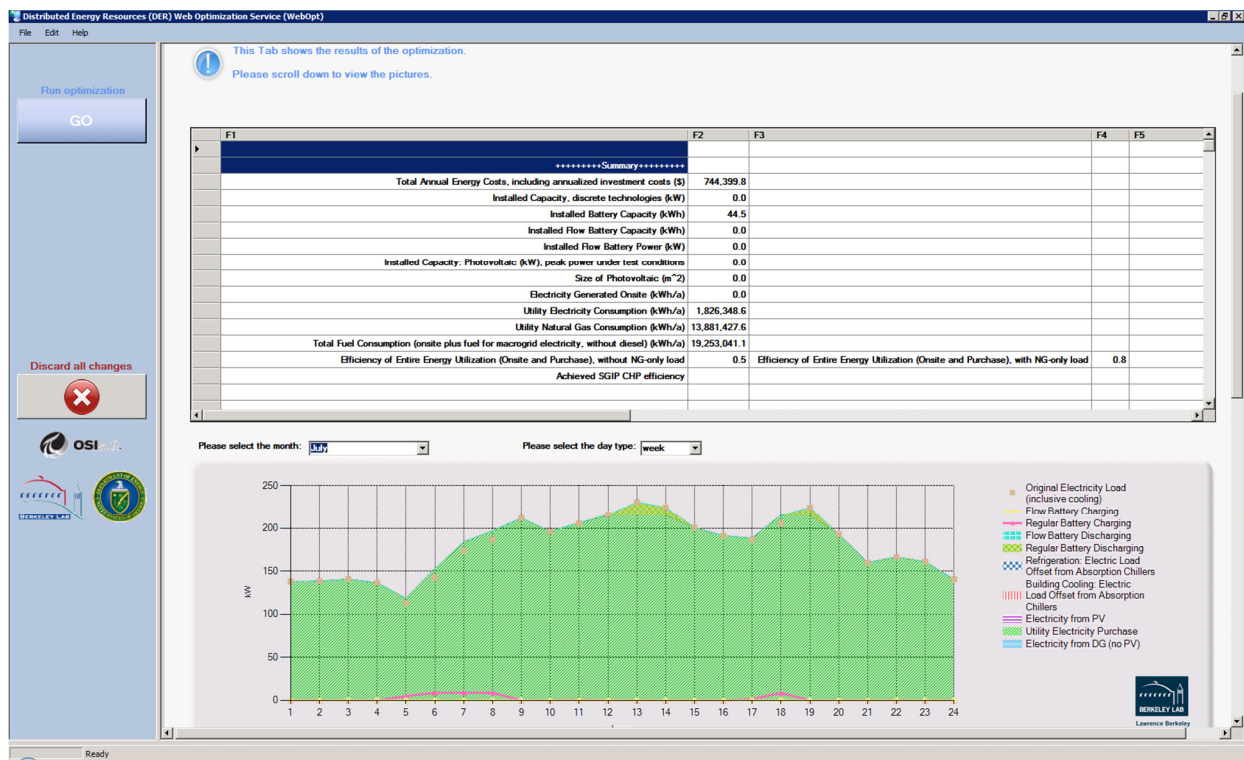 Distributed Energy Resources (DER) Web Optimization Service (WebOpt)
File Edit Help
This Tab shows the results of the optimization.
Please scroll down to view the pictures.
Run optimization
GO
F1 F2 F3 F4 F5
+++++++++Summary+++++++++
Total Annual Energy Costs, including annualized investment costs ($) 744,399.8
Installed Capacity, discrete technologies (kW) 0.0
Installed Battery Capacity (kWh) 44.5
Installed Flow Battery Capacity (kWh) 0.0
Installed Flow Battery Power (kW) 0.0
Installed Capacity: Photovoltaic (kW), peak power under test conditions 0.0
Size of Photovoltaic (m^2) 0.0
Electricity Generated Onsite (kWh/a) 0.0
Utility Electricity Consumption (kWh/a) 1,826,348.6
Utility Natural Gas Consumption (kWh/a) 13,881,427.6
Total Fuel Consumption (onsite plus fuel for macrogrid electricity, without diesel) (kWh/a) 19,253,041.1
Efficiency of Entire Energy Utilization (Onsite and Purchase), without NG-only load 0.5 Efficiency of Entire Energy Utilization (Onsite and Purchase), with NG-only load 0.8
Achieved SGIP CHP efficiency
Discard all changes
OSIsoft.
BERKELEY LAB
Please select the month: July Please select the day type: week
250
200
150
100
50
0
kW
1 2 3 4 5 6 7 8 9 10 11 12 13 14 15 16 17 18 19 20 21 22 23 24
Original Electricity Load
(inclusive cooling)
Flow Battery Charging
Regular Battery Charging
Flow Battery Discharging
Regular Battery Discharging
Refrigeration: Electric Load
Offset from Absorption Chillers
Building Cooling: Electric
Load Offset from Absorption
Chillers
Electricity from PV
Utility Electricity Purchase
Electricity from DG (no PV)
BERKELEY LAB
Lawrence Berkeley
Ready